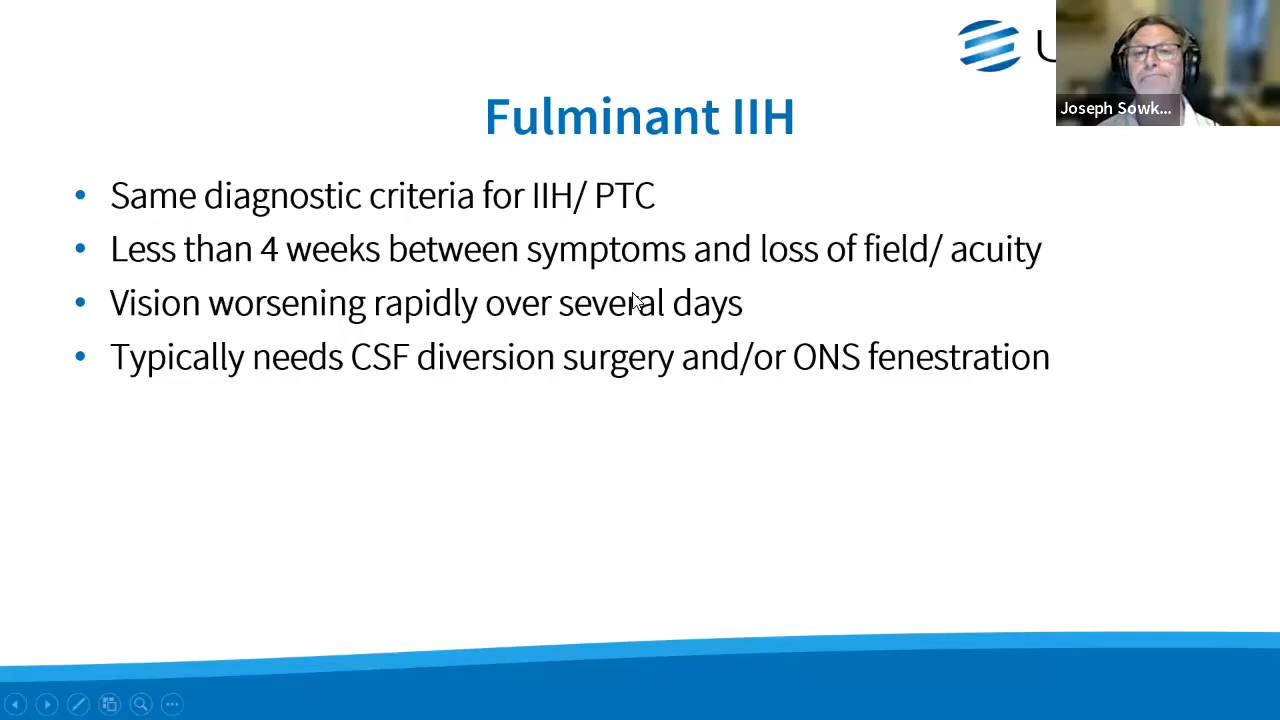 U
Joseph Sowk...
Fulminant IIH
• Same diagnostic criteria for IIH/ PTC
• Less than 4 weeks between symptoms and loss of field/ acuity
• Vision worsening rapidly over several days
• Typically needs CSF diversion surgery and/or ONS fenestration